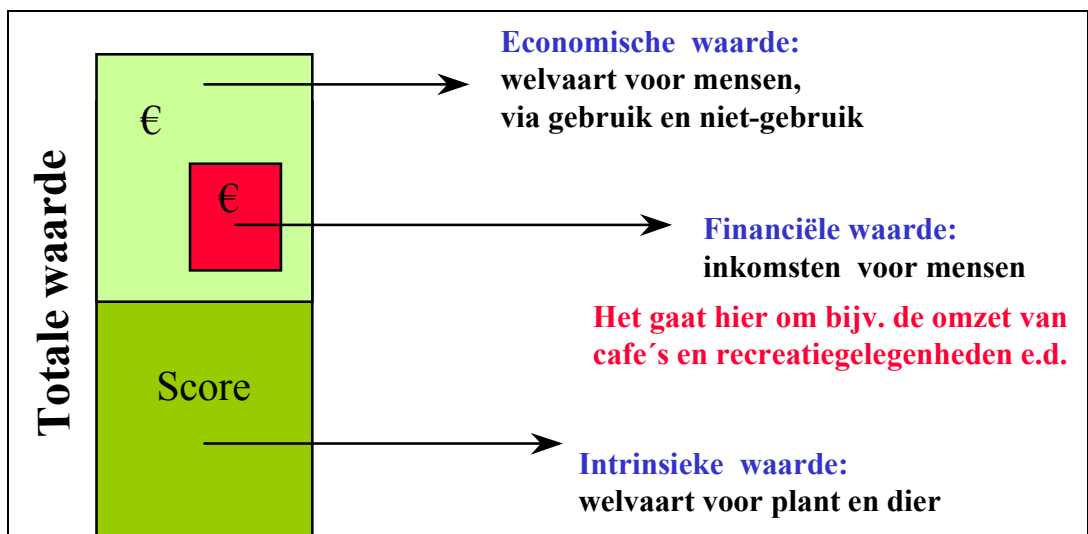 Economische waarde:
welvaart voor mensen,
via gebruik en niet-gebruik
€
€
Totale waarde
Financiële waarde:
inkomsten voor mensen
Het gaat hier om bijv. de omzet van
cafe´s en recreatiegelegenheden e.d.
Score
Intrinsieke waarde:
welvaart voor plant en dier